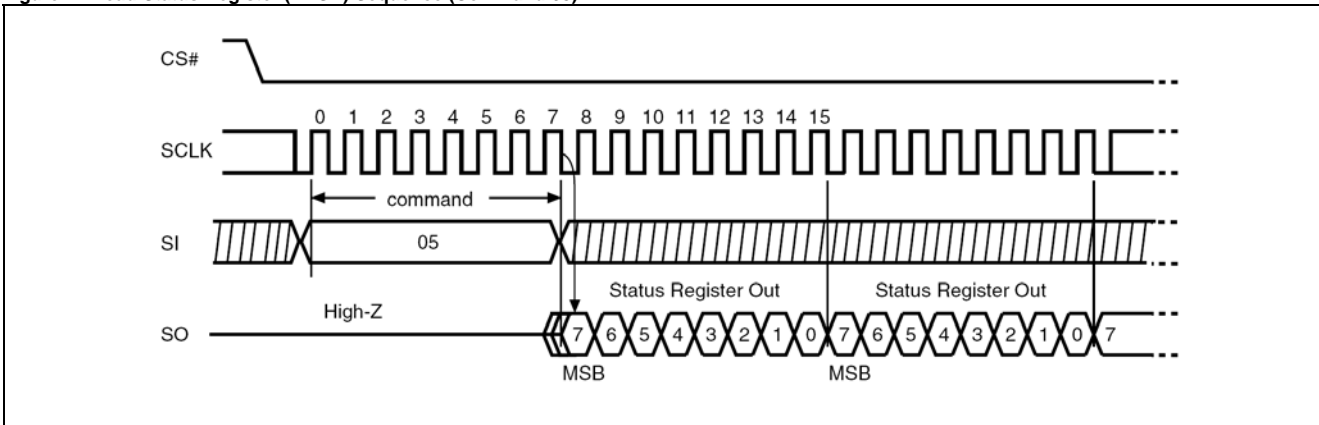 CS#
0 1 2 3 4 5 6 7 8 9 10 11 12 13 14 15
SCLK
command
SI
05
Status Register Out Status Register Out
High-Z
SO
7 6 5 4 3 2 1 0 7 6 5 4 3 2 1 0 7
MSB MSB